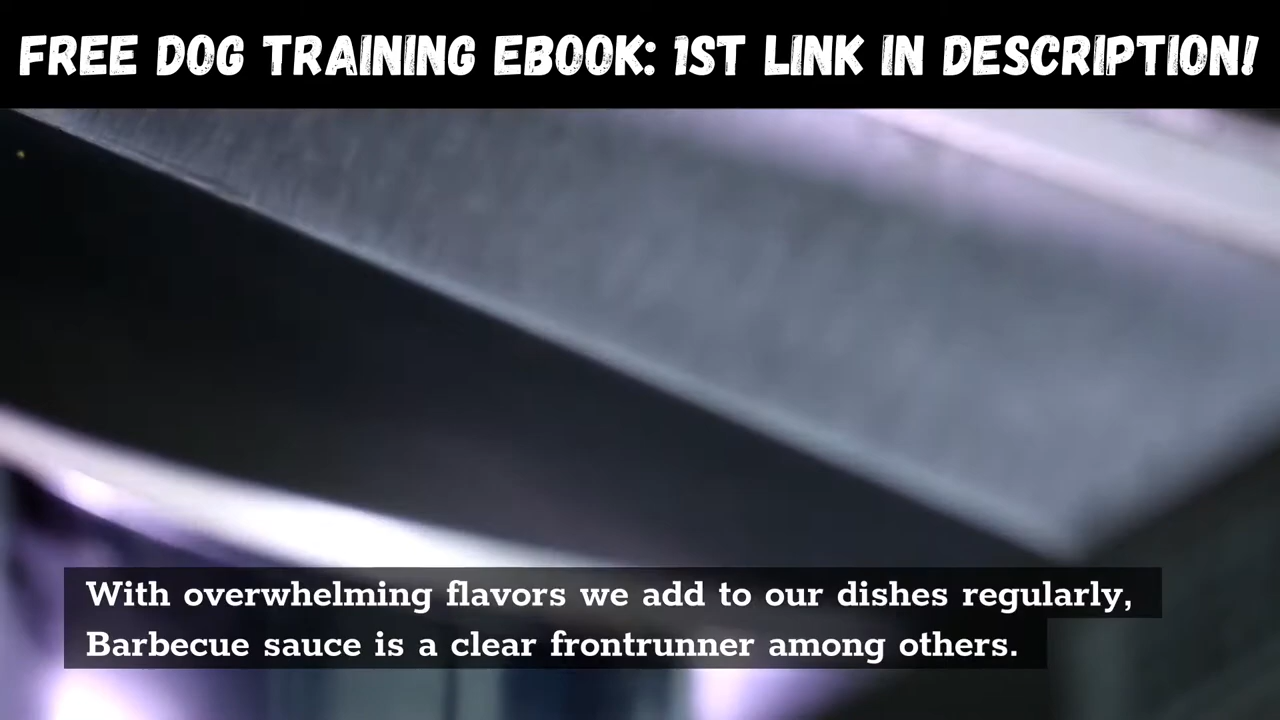 FREE DOG TRAINING EBOOK: 1ST LINK IN DESCRIPTION!
With overwhelming flavors we add to our dishes regularly,
Barbecue sauce is a clear frontrunner among others.